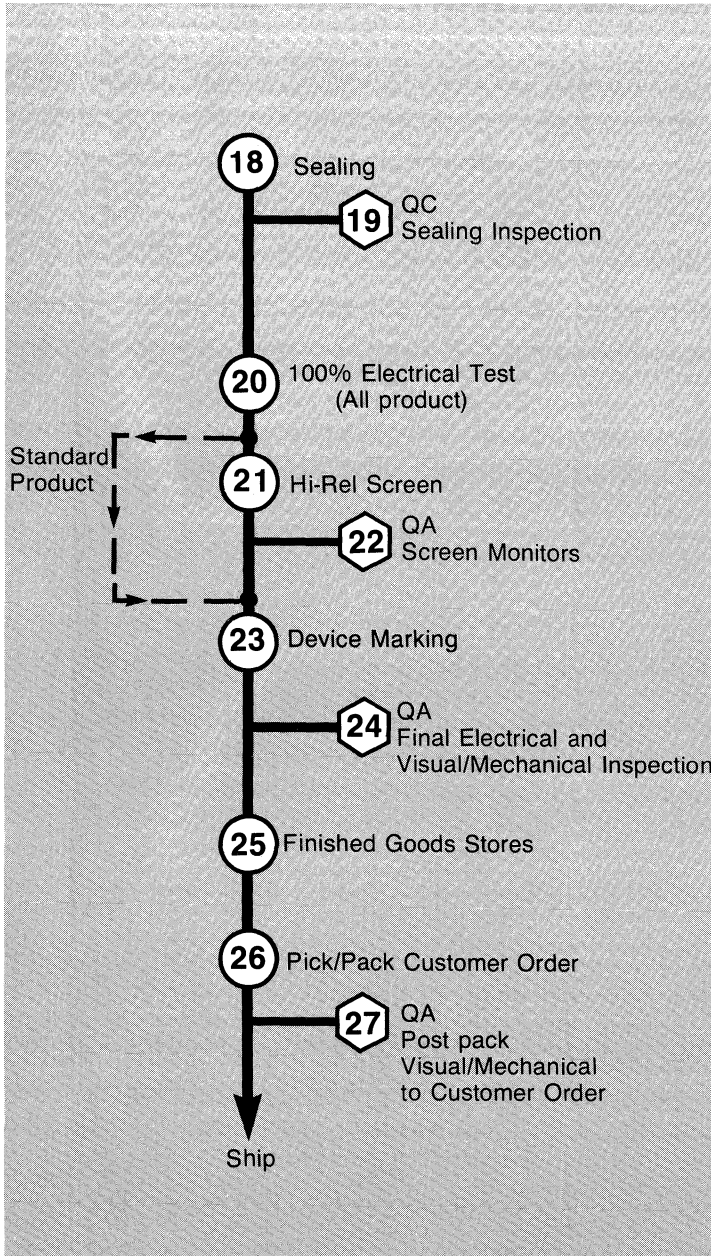 18 Sealing
19 QC
Sealing Inspection
20 100% Electrical Test
(All product)
Standard
Product
21 Hi-Rel Screen
22 QA
Screen Monitors
23 Device Marking
24 QA
Final Electrical and
Visual/Mechanical Inspection
25 Finished Goods Stores
26 Pick/Pack Customer Order
27 QA
Post pack
Visual/Mechanical
to Customer Order
Ship